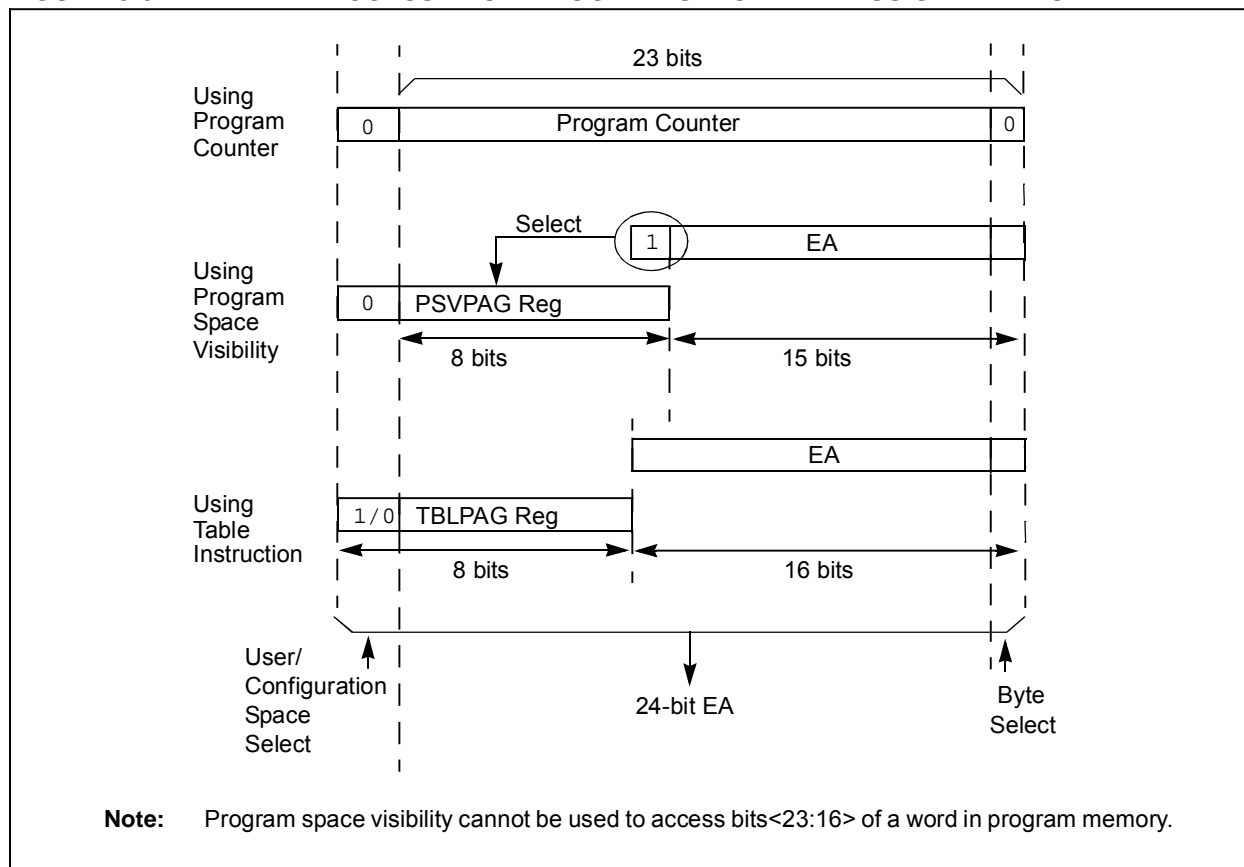 23 bits
Using
Program
Counter
0
Program Counter
0
Select
1
EA
Using
Program
Space
Visibility
0
PSVPAG Reg
8 bits
15 bits
EA
Using
Table
Instruction
1/0
TBLPAG Reg
8 bits
16 bits
User/
Configuration
Space
Select
24-bit EA
Byte
Select
Note: Program space visibility cannot be used to access bits<23:16> of a word in program memory.